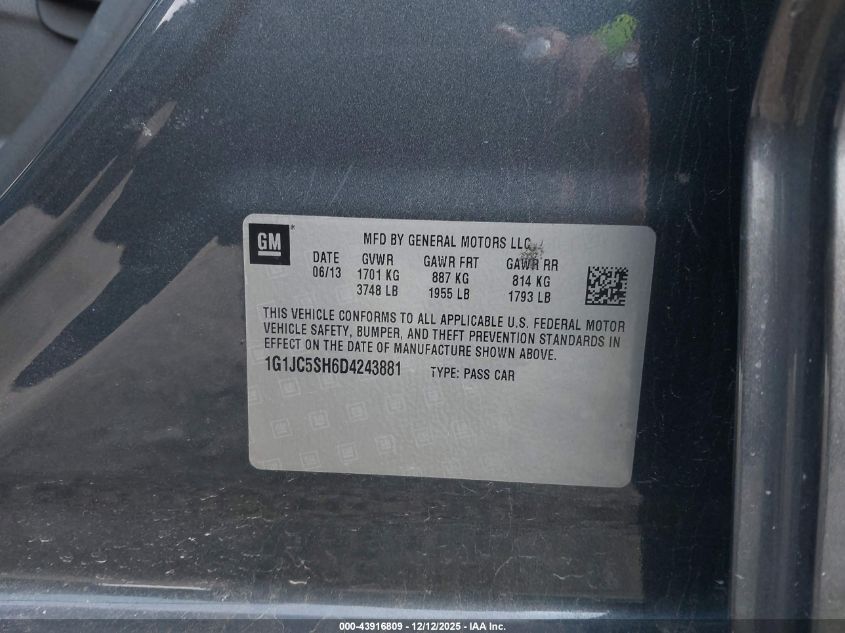 GM
MFD BY GENERAL MOTORS LLC
DATE GVWR GAWR FRT GAWR RR
06/13 1701 KG 887 KG 814 KG
3748 LB 1955 LB 1793 LB
THIS VEHICLE CONFORMS TO ALL APPLICABLE U.S. FEDERAL MOTOR
VEHICLE SAFETY, BUMPER, AND THEFT PREVENTION STANDARDS IN
EFFECT ON THE DATE OF MANUFACTURE SHOWN ABOVE.
1G1JC5SH6D4243881 TYPE: PASS CAR
000-43916809 - 12/12/2025 - IAA Inc.